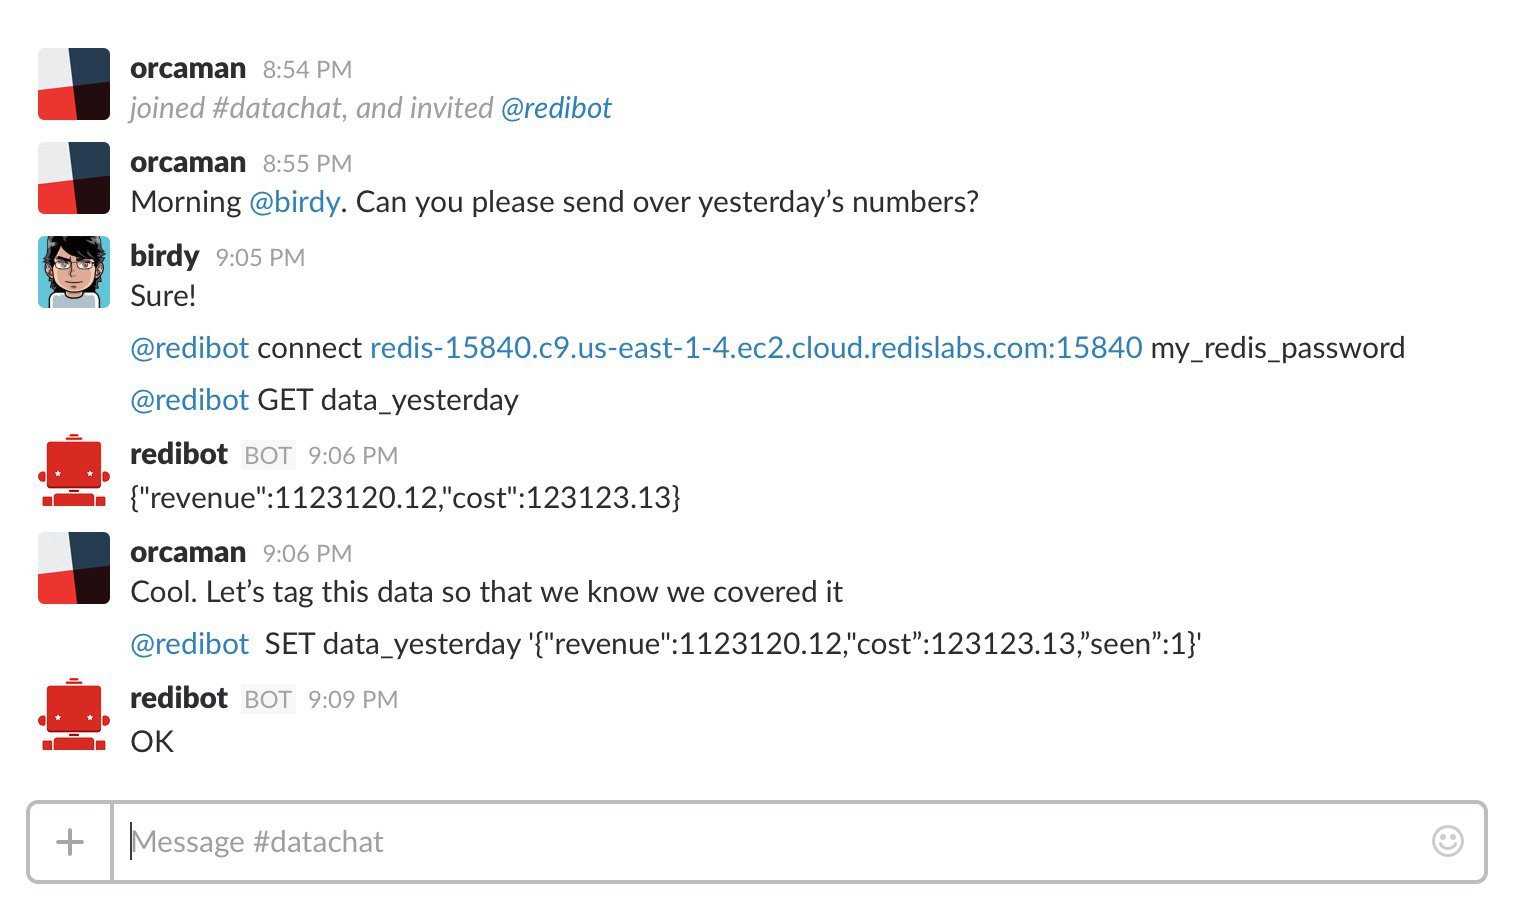 orcaman 8:54 PM
joined #datachat, and invited @redibot
orcaman 8:55 PM
Morning @birdy. Can you please send over yesterday’s numbers?
birdy 9:05 PM
Sure!
@redibot connect redis-15840.c9.us-east-1-4.ec2.cloud.redislabs.com:15840 my_redis_password
@redibot GET data_yesterday
redibot BOT 9:06 PM
{"revenue":1123120.12,"cost":123123.13}
orcaman 9:06 PM
Cool. Let’s tag this data so that we know we covered it
@redibot  SET data_yesterday '{"revenue":1123120.12,"cost”:123123.13,”seen”:1}'
redibot BOT 9:09 PM
OK
Message #datachat